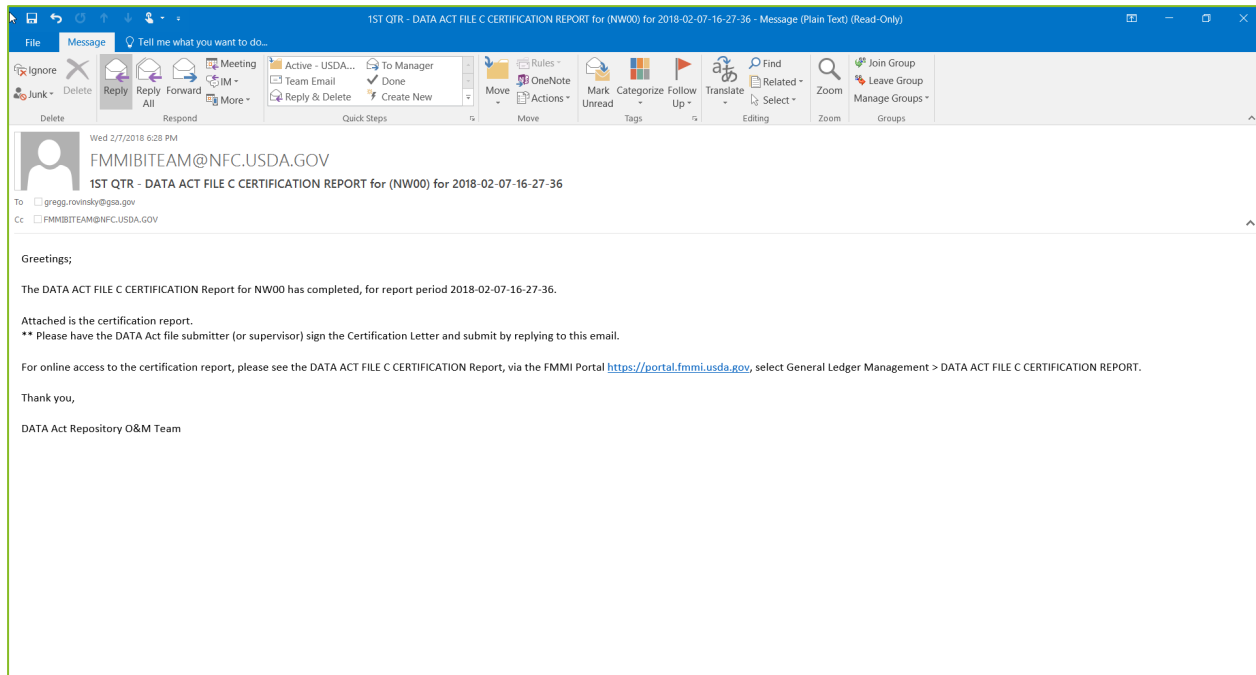 1ST QTR - DATA ACT FILE C CERTIFICATION REPORT for (NW00) for 2018-02-07-16-27-36 - Message (Plain Text) (Read-Only)
File Message Tell me what you want to do...
Ignore
Junk
Delete
Reply
Reply All
Forward
Meeting
IM
More
Active - USDA...
Team Email
Reply & Delete
To Manager
Done
Create New
Move
Rules
OneNote
Actions
Mark Unread
Categorize
Follow Up
Translate
Find
Related
Select
Zoom
Join Group
Leave Group
Manage Groups
Delete Respond Quick Steps Move Tags Editing Zoom Groups
Wed 2/7/2018 6:28 PM
FMMIBITEAM@NFC.USDA.GOV
1ST QTR - DATA ACT FILE C CERTIFICATION REPORT for (NW00) for 2018-02-07-16-27-36
To gregg.rovinsky@gsa.gov
Cc FMMIBITEAM@NFC.USDA.GOV
Greetings;
The DATA ACT FILE C CERTIFICATION Report for NW00 has completed, for report period 2018-02-07-16-27-36.
Attached is the certification report.
** Please have the DATA Act file submitter (or supervisor) sign the Certification Letter and submit by replying to this email.
For online access to the certification report, please see the DATA ACT FILE C CERTIFICATION Report, via the FMMI Portal https://portal.fmmi.usda.gov, select General Ledger Management > DATA ACT FILE C CERTIFICATION REPORT.
Thank you,
DATA Act Repository O&M Team